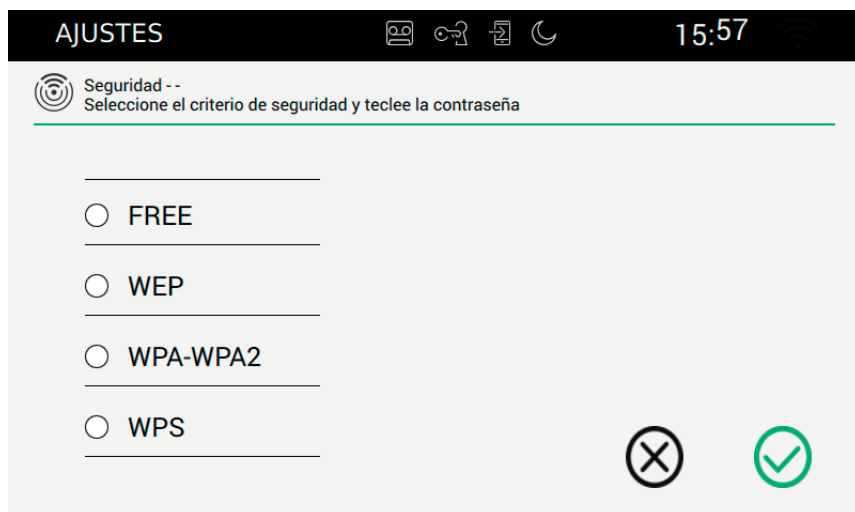 AJUSTES 15:57
Seguridad - -
Seleccione el criterio de seguridad y teclee la contraseña
FREE
WEP
WPA-WPA2
WPS